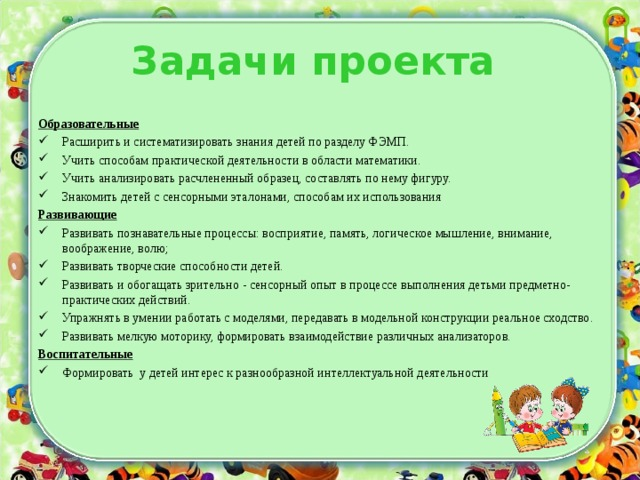 Задачи проекта
Образовательные
✓ Расширить и систематизировать знания детей по разделу ФЭМП.
✓ Учить способам практической деятельности в области математики.
✓ Учить анализировать расчлененный образец, составлять по нему фигуру.
✓ Знакомить детей с сенсорными эталонами, способам их использования
Развивающие
✓ Развивать познавательные процессы: восприятие, память, логическое мышление, внимание,
воображение, волю;
✓ Развивать творческие способности детей.
✓ Развивать и обогащать зрительно - сенсорный опыт в процессе выполнения детьми предметно-
практических действий.
✓ Упражнять в умении работать с моделями, передавать в модельной конструкции реальное сходство.
✓ Развивать мелкую моторику, формировать взаимодействие различных анализаторов.
Воспитательные
✓ Формировать у детей интерес к разнообразной интеллектуальной деятельности